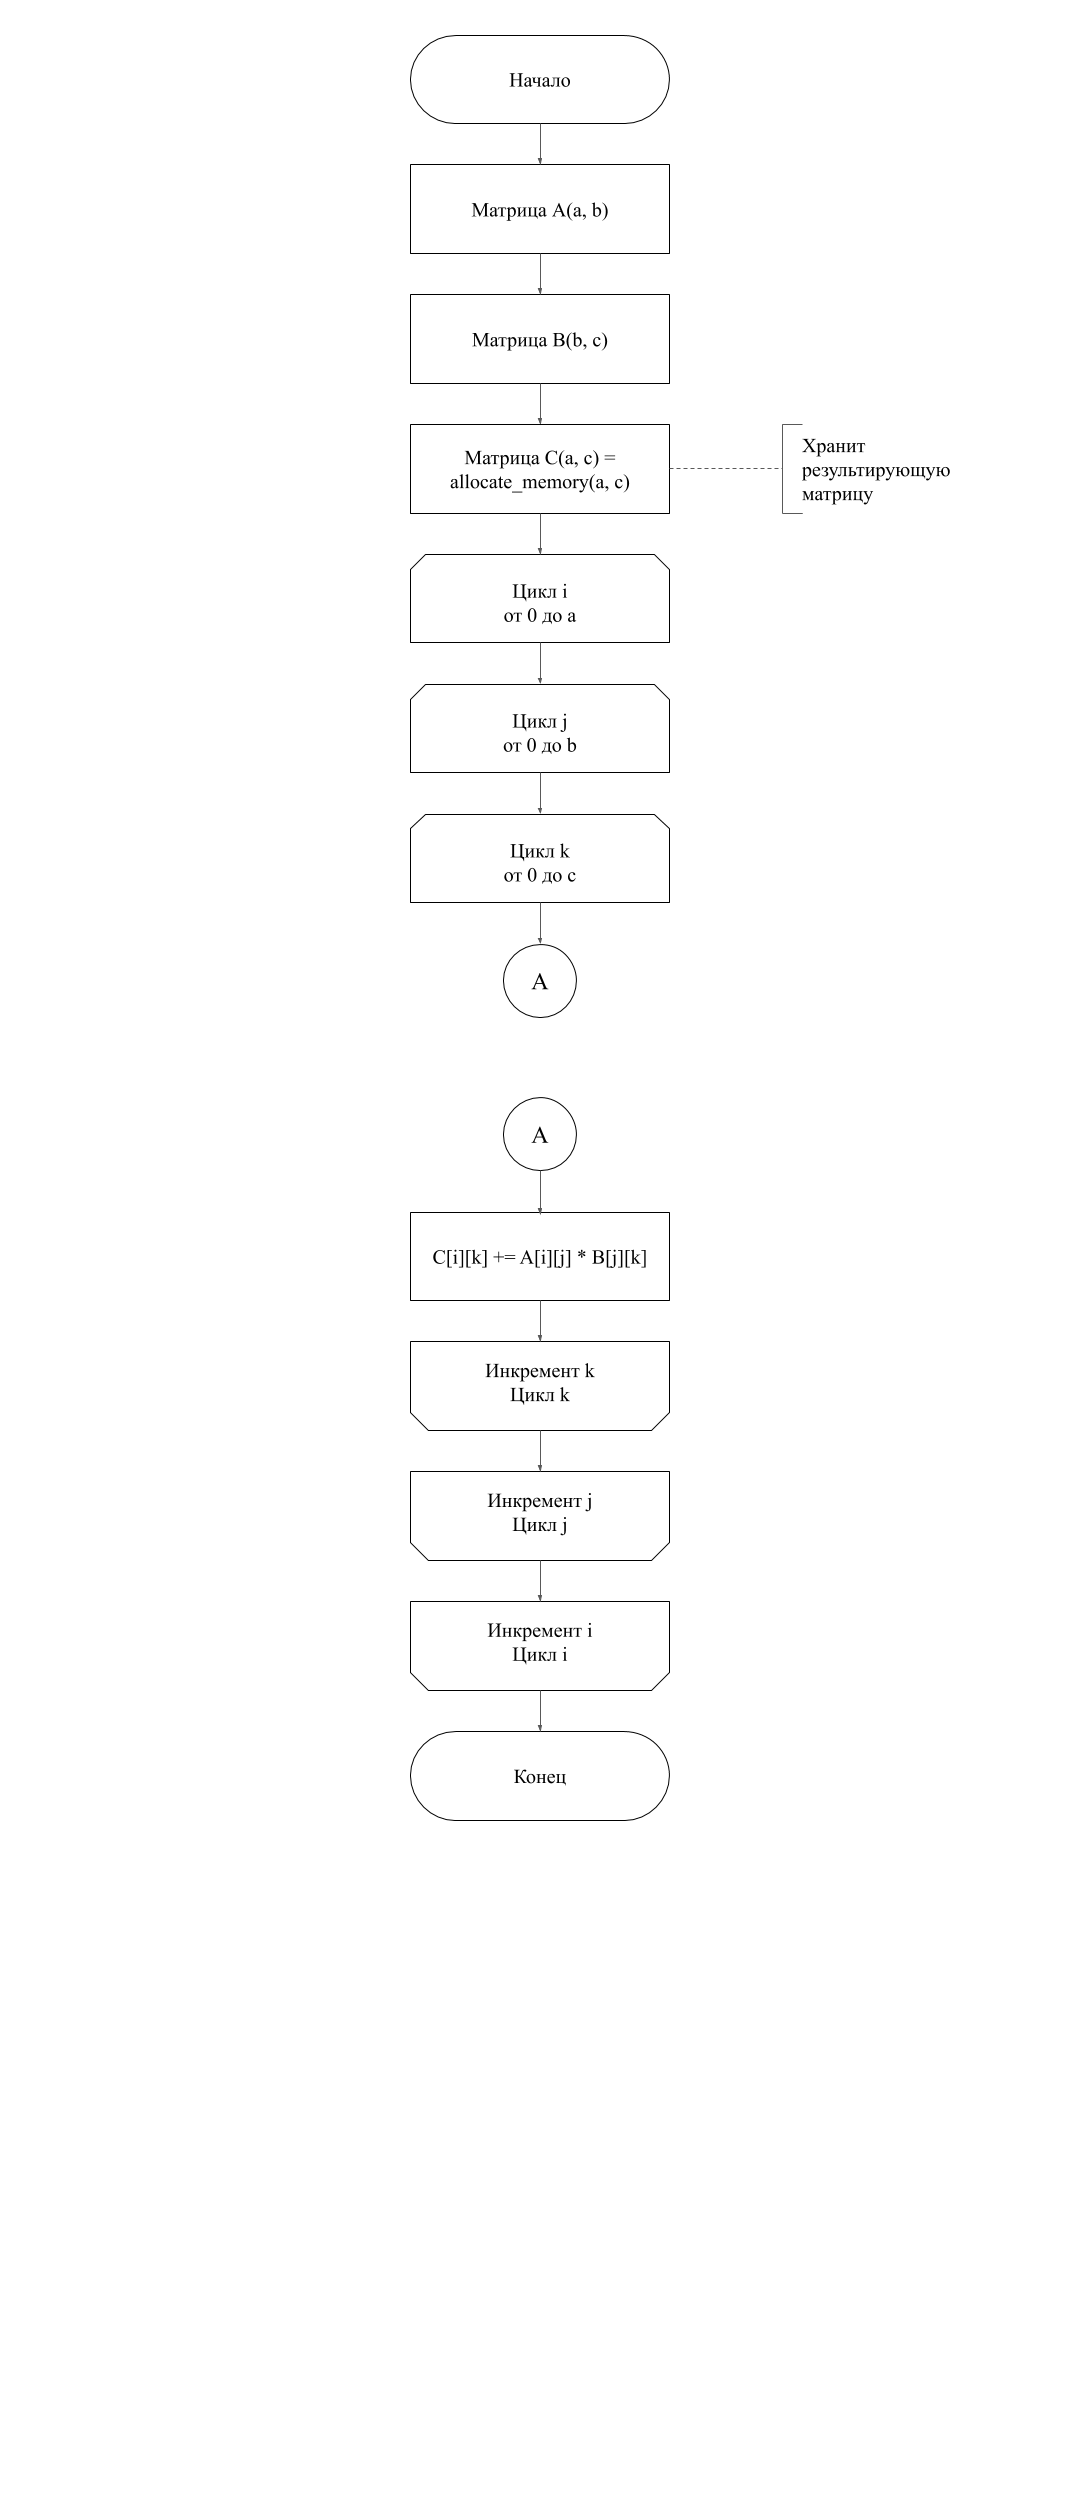 Начало
Матрица A(a, b)
Матрица B(b, c)
Матрица C(a, c) =
allocate_memory(a, c)
Хранит
результирующую
матрицу
Цикл i
от 0 до a
Цикл j
от 0 до b
Цикл k
от 0 до c
A
A
C[i][k] += A[i][j] * B[j][k]
Инкремент k
Цикл k
Инкремент j
Цикл j
Инкремент i
Цикл i
Конец